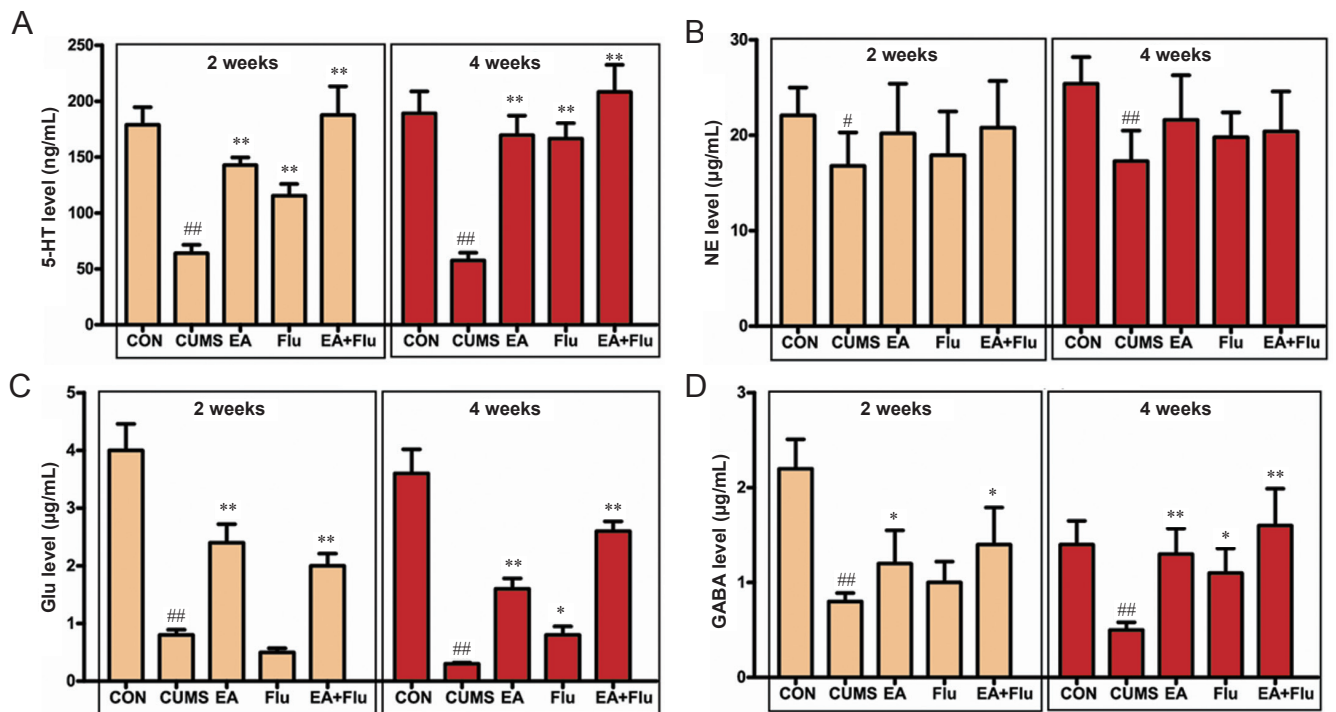 A
5-HT level (ng/mL)
250
200
150
100
50
0
2 weeks
##
**
**
**
CON CUMS EA Flu EA+Flu
4 weeks
##
**
**
**
CON CUMS EA Flu EA+Flu
B
NE level (µg/mL)
30
20
10
0
2 weeks
#
CON CUMS EA Flu EA+Flu
4 weeks
##
CON CUMS EA Flu EA+Flu
C
Glu level (µg/mL)
5
4
3
2
1
0
2 weeks
##
**
**
CON CUMS EA Flu EA+Flu
4 weeks
##
**
*
**
CON CUMS EA Flu EA+Flu
D
GABA level (µg/mL)
3
2
1
0
2 weeks
##
*
*
CON CUMS EA Flu EA+Flu
4 weeks
##
**
*
**
CON CUMS EA Flu EA+Flu